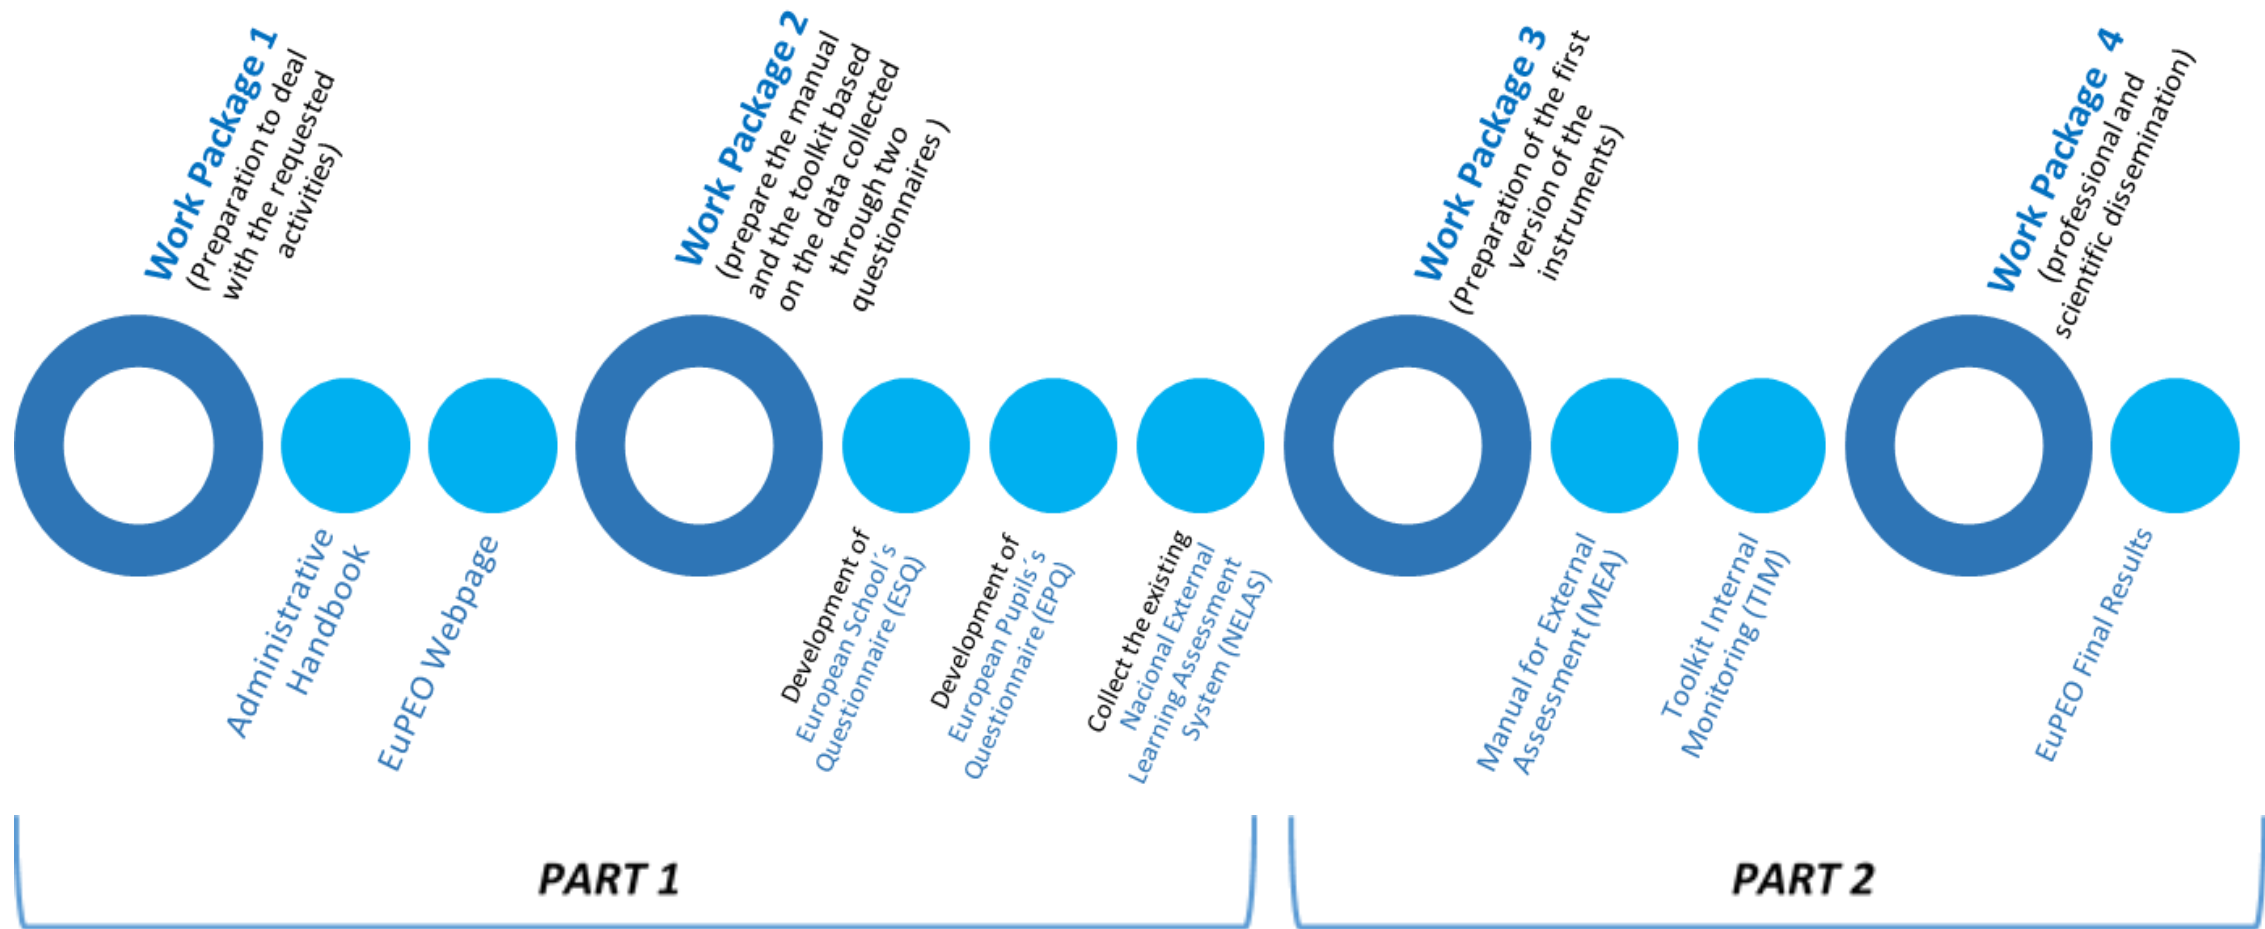 Work Package 1
(Preparation to deal
with the requested
activities)
Work Package 2
(prepare the manual
and the toolkit based
on the data collected
through two
questionnaires )
Work Package 3
(Preparation of the first
version of the
instruments)
Work Package 4
(professional and
scientific dissemination)
Administrative
Handbook
EuPEO Webpage
Development of
European School´s
Questionnaire (ESQ)
Development of
European Pupils´s
Questionnaire (EPQ)
Collect the existing
Nacional External
Learning Assessment
System (NELAS)
Manual for External
Assessment (MEA)
Toolkit Internal
Monitoring (TIM)
EuPEO Final Results
PART 1
PART 2